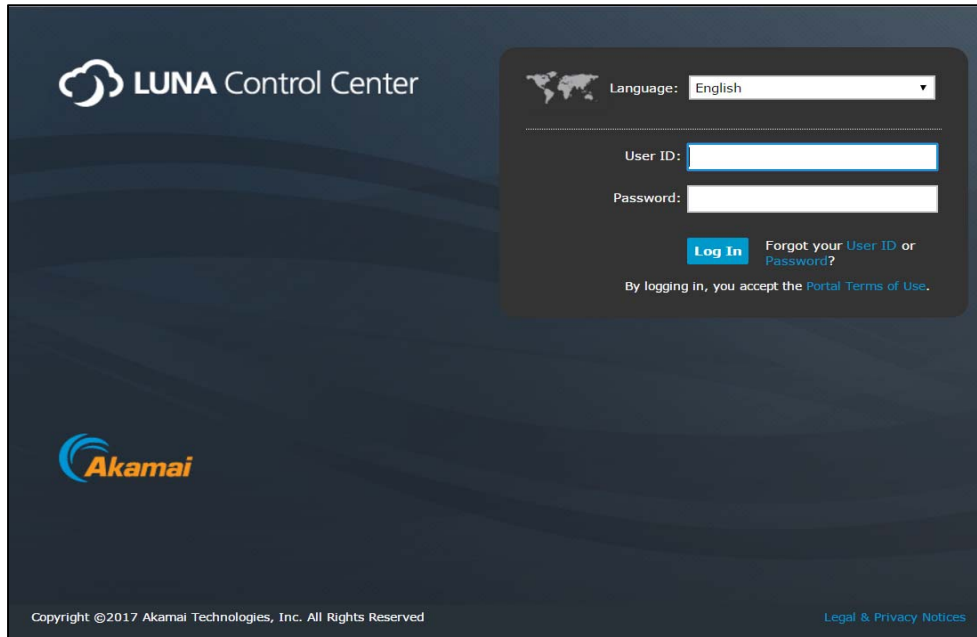 LUNA Control Center
Language: English
User ID:
Password:
Log In
Forgot your User ID or
Password?
By logging in, you accept the Portal Terms of Use.
Akamai
Copyright ©2017 Akamai Technologies, Inc. All Rights Reserved
Legal & Privacy Notices